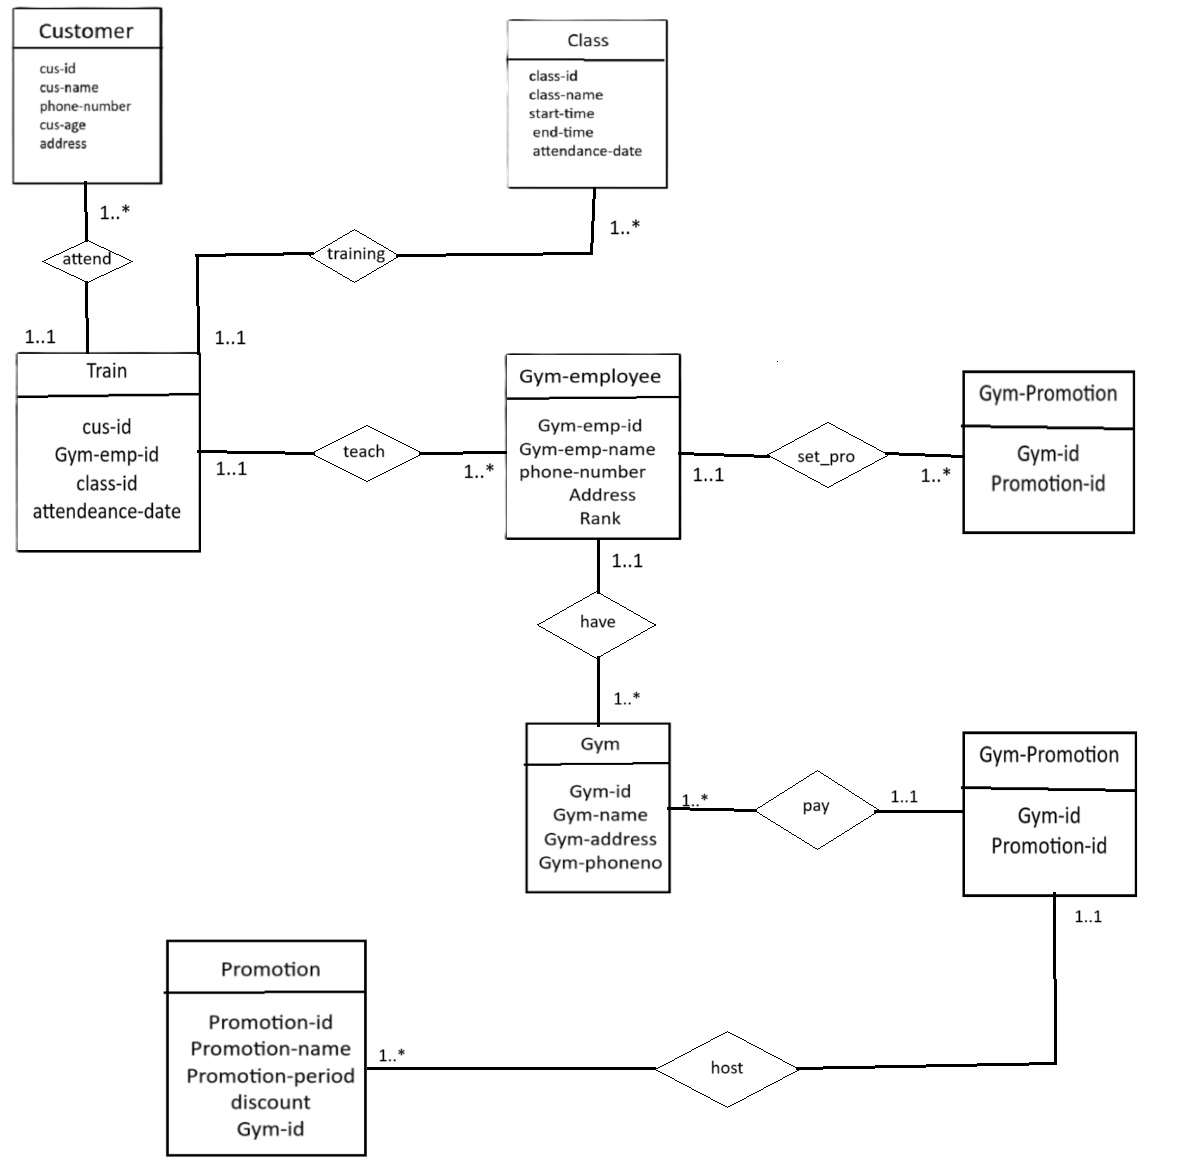 Customer
cus-id
cus-name
phone-number
cus-age
address
Class
class-id
class-name
start-time
end-time
attendance-date
1..*
attend
1..1
training
1..*
1..1
Train
cus-id
Gym-emp-id
class-id
attendeance-date
1..1
teach
1..*
Gym-employee
Gym-emp-id
Gym-emp-name
phone-number
Address
Rank
1..1
set_pro
1..*
Gym-Promotion
Gym-id
Promotion-id
1..1
have
1..*
Gym
Gym-id
Gym-name
Gym-address
Gym-phoneno
1..*
pay
1..1
Gym-Promotion
Gym-id
Promotion-id
1..1
Promotion
Promotion-id
Promotion-name
Promotion-period
discount
Gym-id
1..*
host